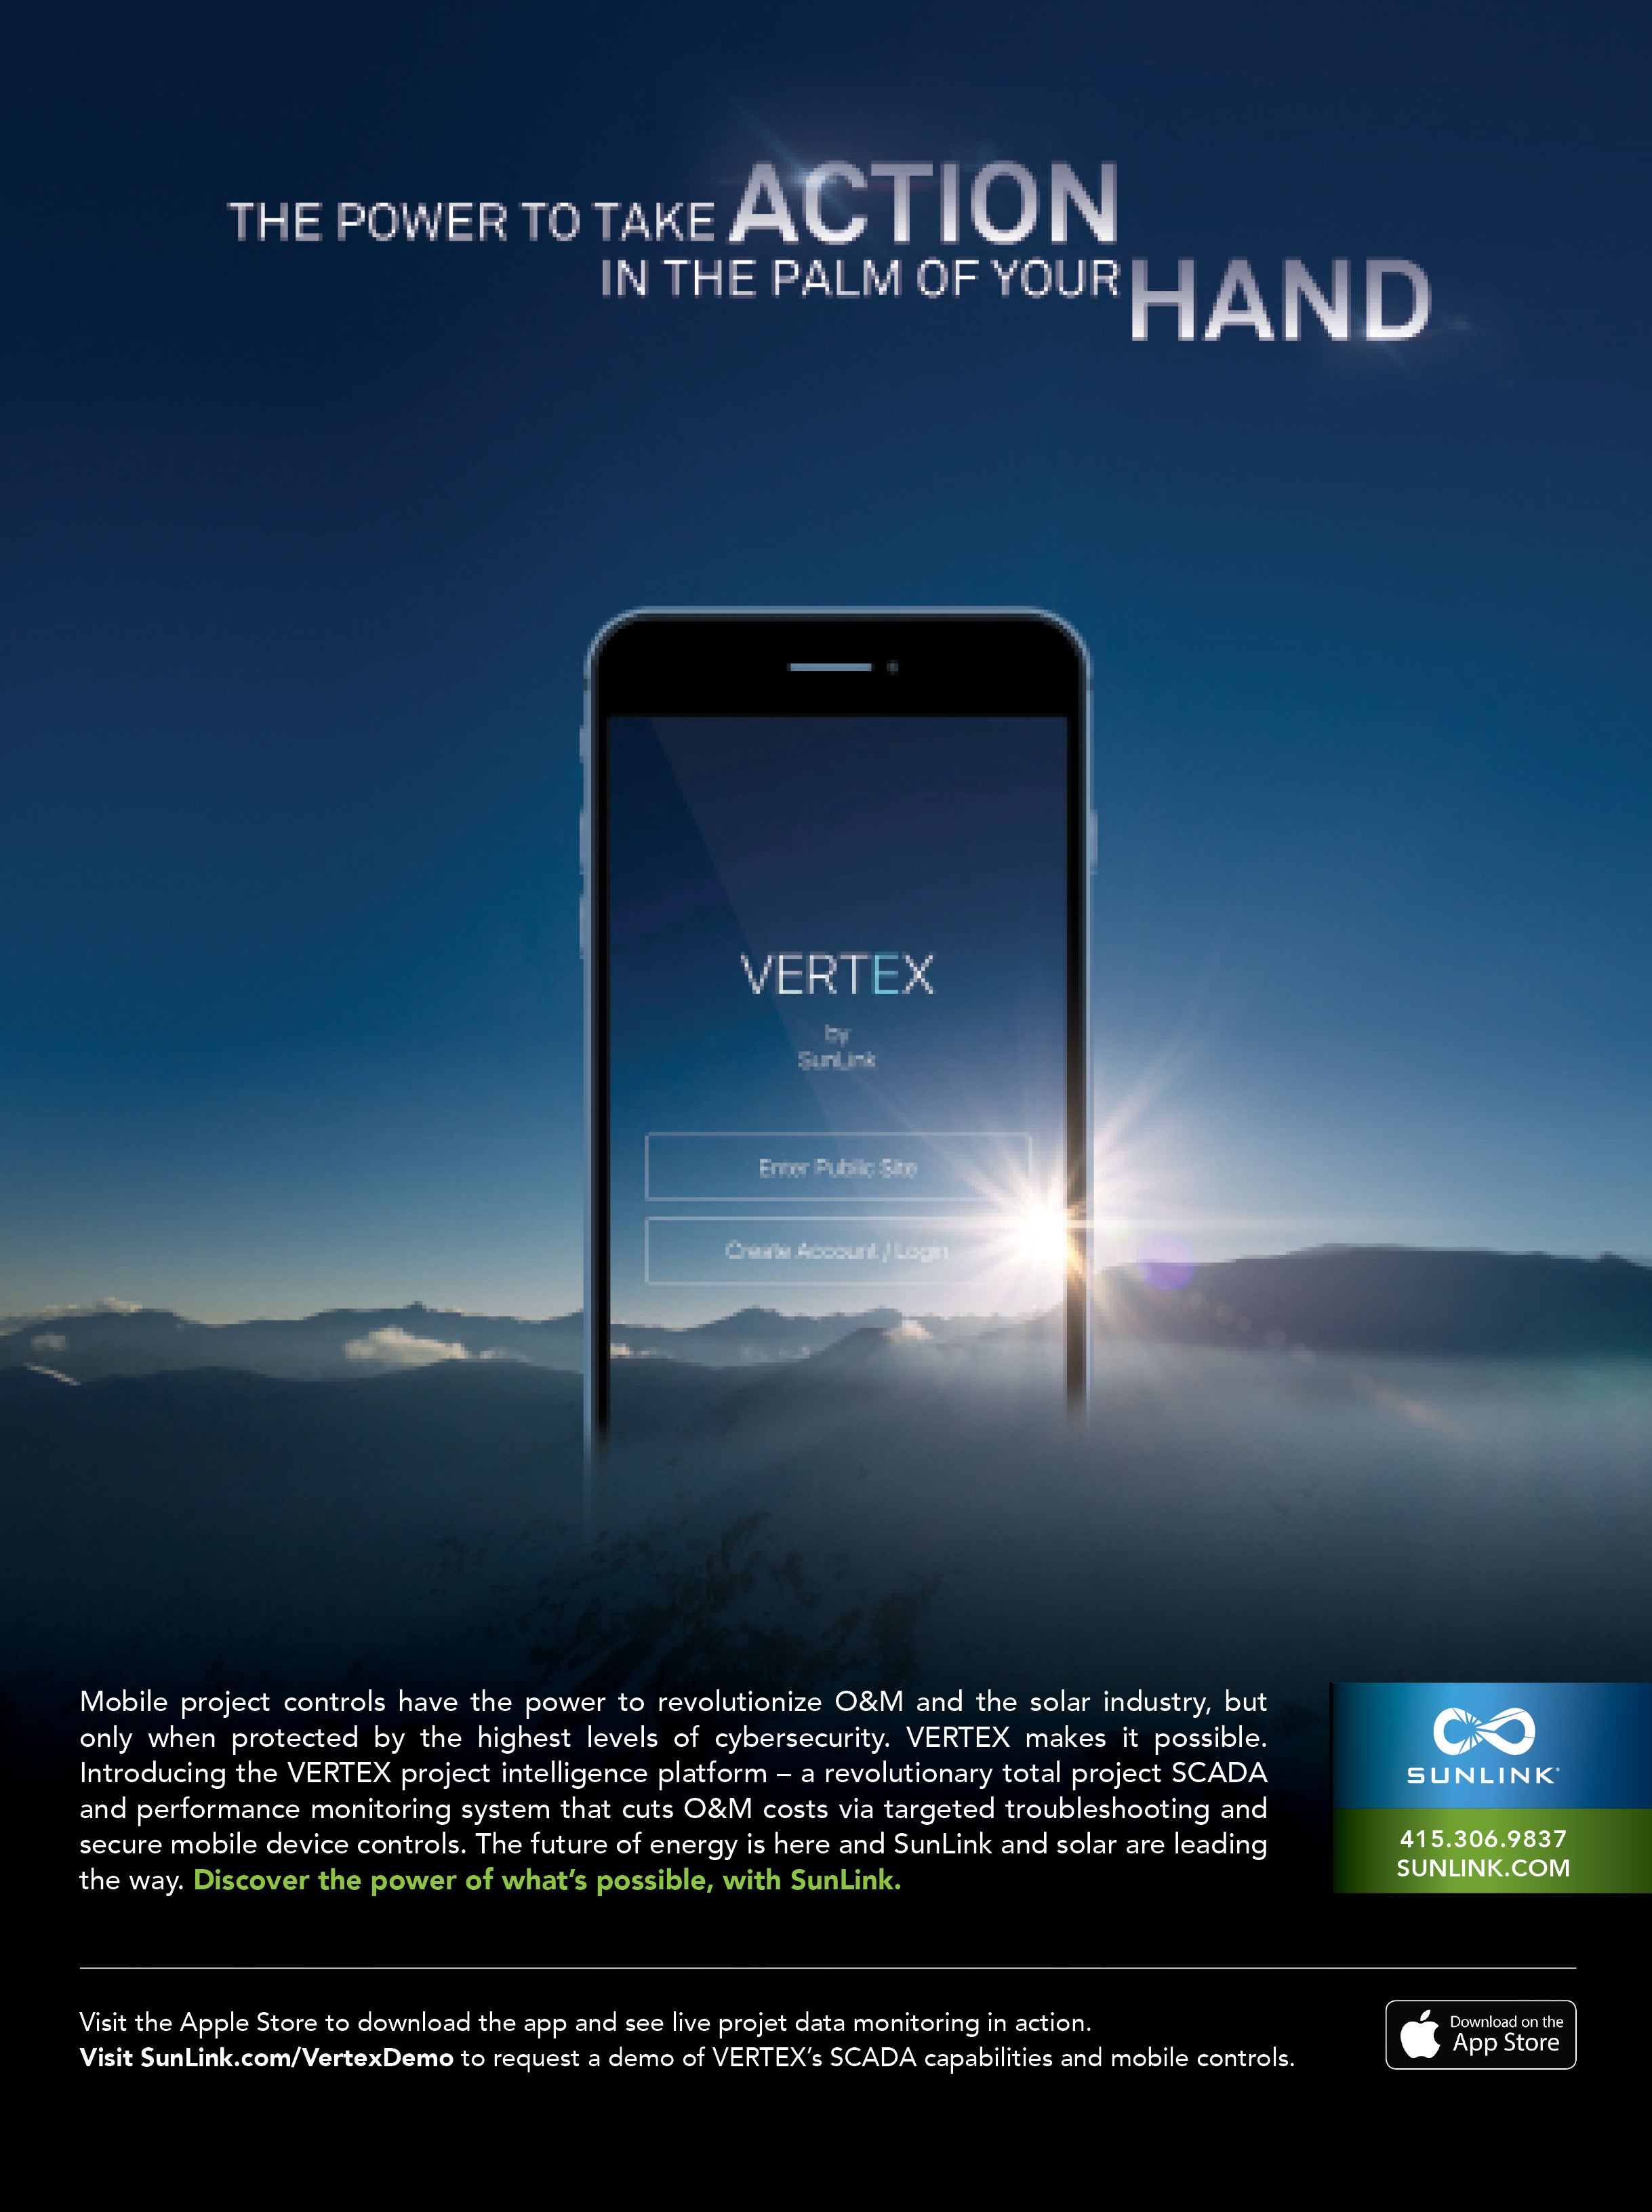 THE POWER TO TAKE ACTION
IN THE PALM OF YOUR HAND
VERTEX
by
SunLink
Enter Public Site
Create Account / Login
Mobile project controls have the power to revolutionize O&M and the solar industry, but
only when protected by the highest levels of cybersecurity. VERTEX makes it possible.
Introducing the VERTEX project intelligence platform – a revolutionary total project SCADA
and performance monitoring system that cuts O&M costs via targeted troubleshooting and
secure mobile device controls. The future of energy is here and SunLink and solar are leading
the way. Discover the power of what's possible, with SunLink.
SUNLINK®
415.306.9837
SUNLINK.COM
Visit the Apple Store to download the app and see live projet data monitoring in action.
Visit SunLink.com/VertexDemo to request a demo of VERTEX's SCADA capabilities and mobile controls.
Download on the
App Store